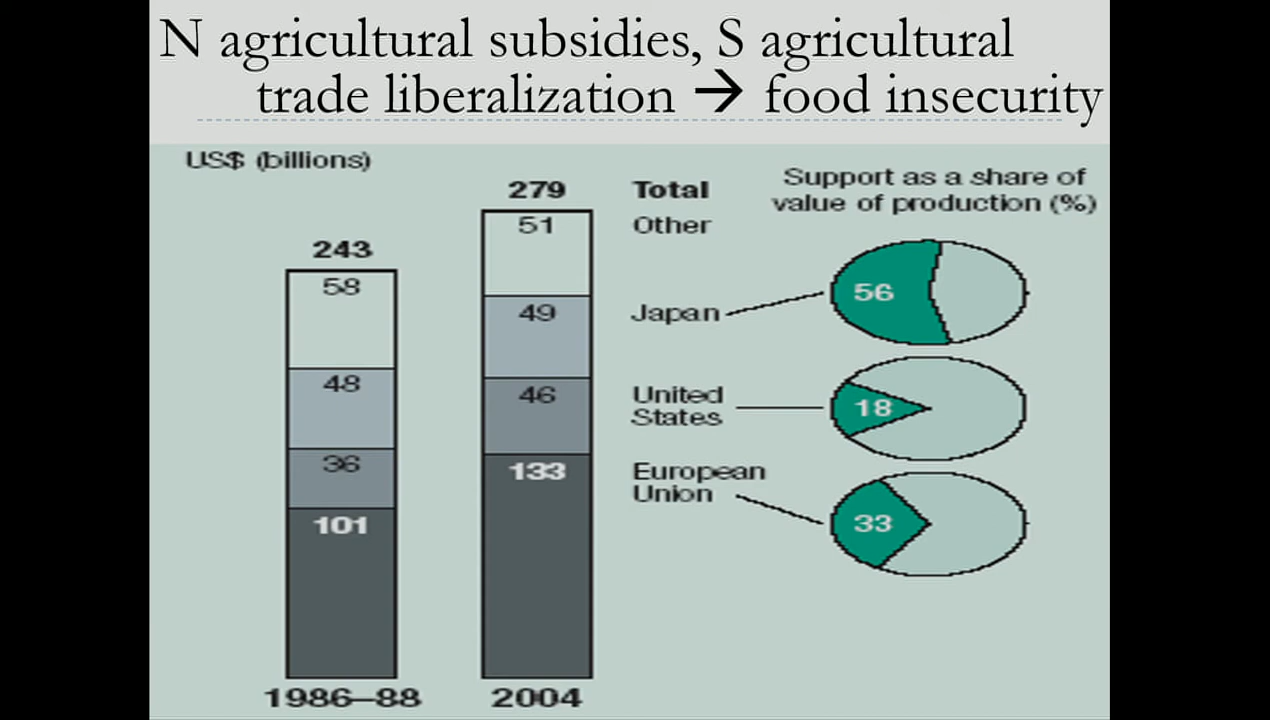 N agricultural subsidies, S agricultural
trade liberalization → food insecurity
US$ (billions)
243
58
48
36
101
1986–88
279
51
49
46
133
2004
Total
Other
Japan
United
States
European
Union
Support as a share of
value of production (%)
56
18
33